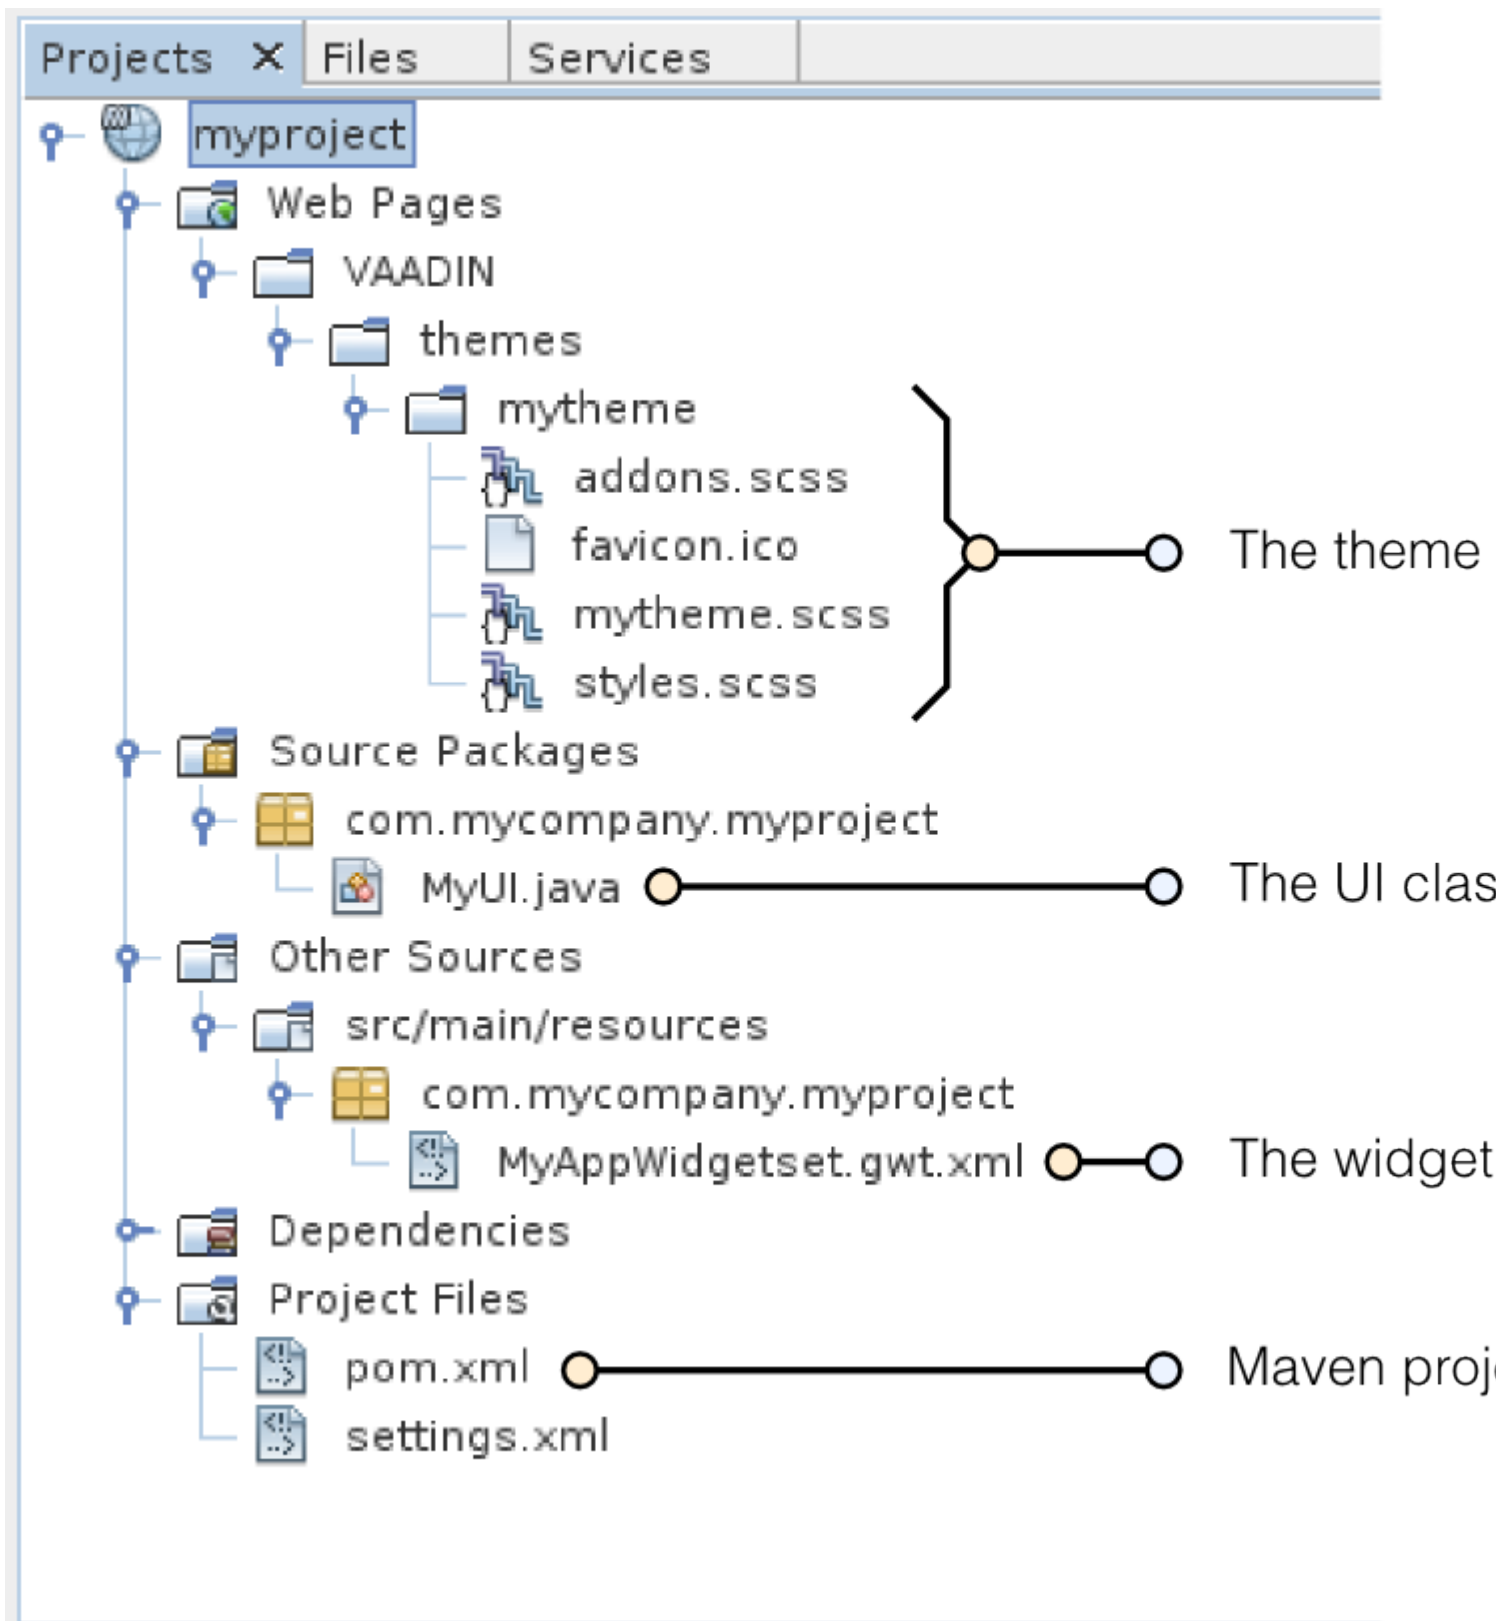 Projects Files Services
myproject
Web Pages
VAADIN
themes
mytheme
addons.scss
favicon.ico
The theme
mytheme.scss
styles.scss
Source Packages
com.mycompany.myproject
MyUI.java The UI clas
Other Sources
src/main/resources
com.mycompany.myproject
MyAppWidgetset.gwt.xml The widget
Dependencies
Project Files
pom.xml Maven proj
settings.xml